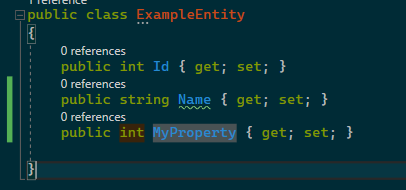 1 reference
public class ExampleEntity
{
0 references
public int Id { get; set; }
0 references
public string Name { get; set; }
0 references
public int MyProperty { get; set; }
}